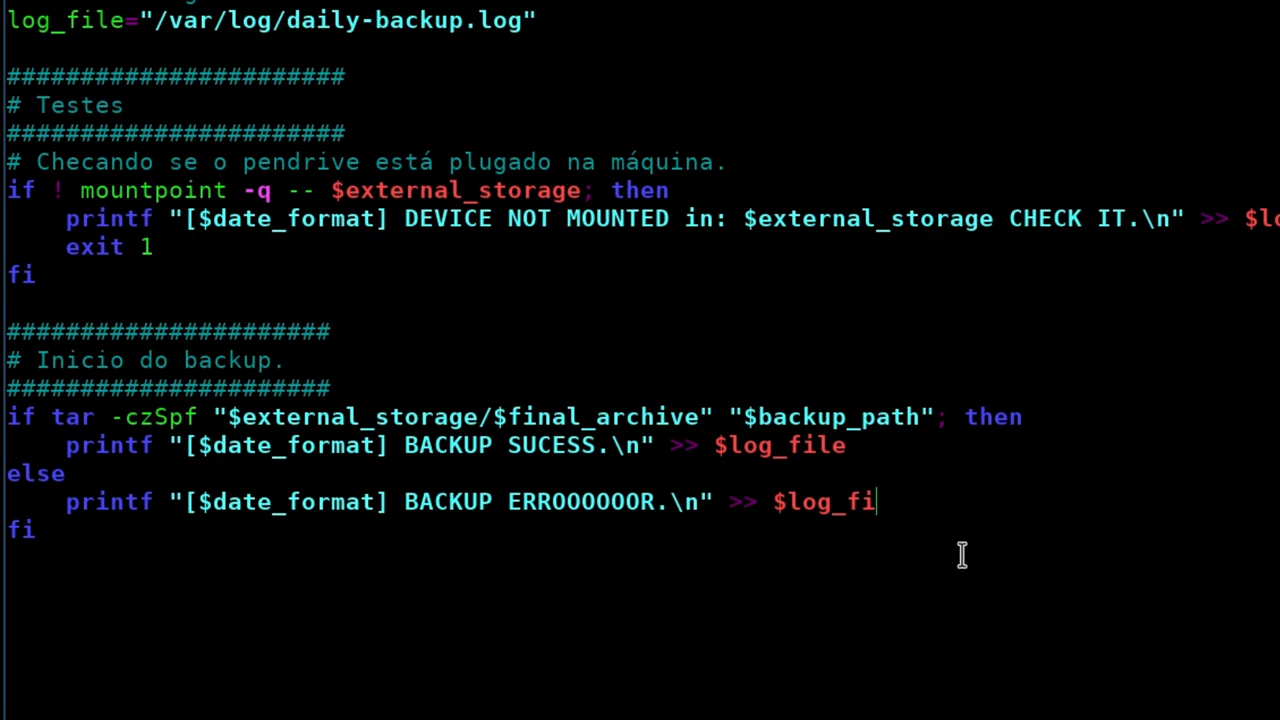 log_file="/var/log/daily-backup.log"
#######################
# Testes
#######################
# Checando se o pendrive está plugado na máquina.
if ! mountpoint -q -- $external_storage; then
printf "[$date_format] DEVICE NOT MOUNTED in: $external_storage CHECK IT.\n" >> $lo
exit 1
fi
######################
# Inicio do backup.
######################
if tar -czSpf "$external_storage/$final_archive" "$backup_path"; then
printf "[$date_format] BACKUP SUCESS.\n" >> $log_file
else
printf "[$date_format] BACKUP ERROOOOOOR.\n" >> $log_fi
fi